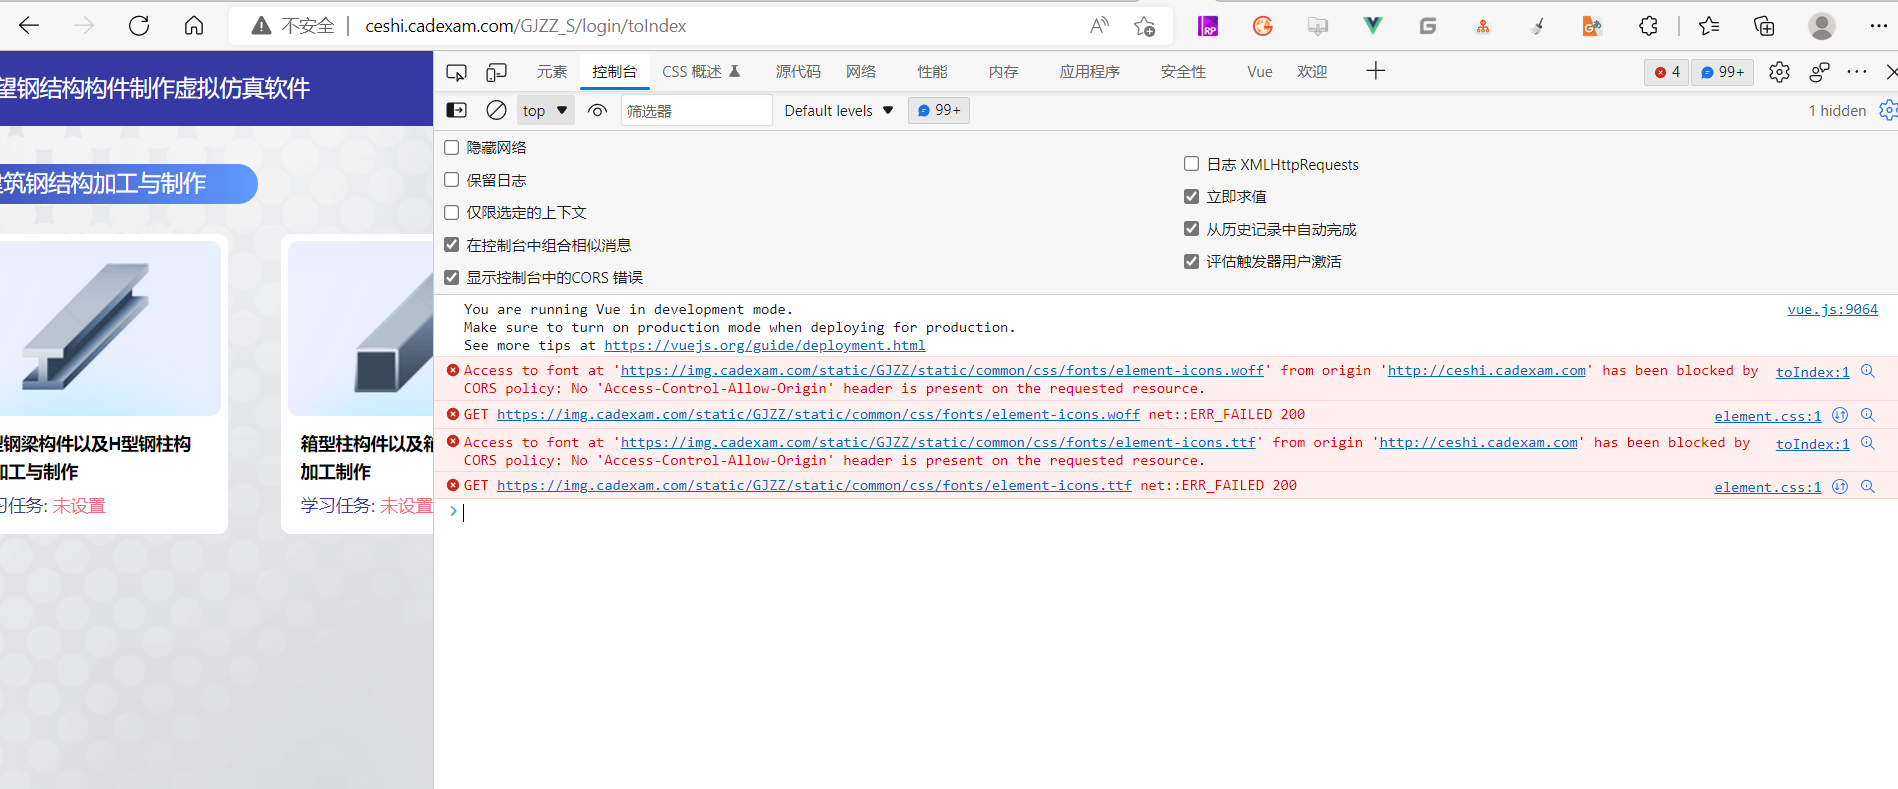 不安全
ceshi.cadexam.com/GJZZ_S/login/toIndex
望钢结构构件制作虚拟仿真软件
建筑钢结构加工与制作
型钢梁构件以及H型钢柱构
加工与制作
习任务: 未设置
箱型柱构件以及箱
加工制作
学习任务: 未设置
元素 控制台 CSS 概述 源代码 网络 性能 内存 应用程序 安全性 Vue 欢迎
4 99+
top 筛选器 Default levels 99+ 1 hidden
隐藏网络
保留日志
仅限选定的上下文
在控制台中组合相似消息
显示控制台中的CORS 错误
日志 XMLHttpRequests
立即求值
从历史记录中自动完成
评估触发器用户激活
You are running Vue in development mode. vue.js:9064
Make sure to turn on production mode when deploying for production.
See more tips at https://vuejs.org/guide/deployment.html
Access to font at 'https://img.cadexam.com/static/GJZZ/static/common/css/fonts/element-icons.woff' from origin 'http://ceshi.cadexam.com' has been blocked by toIndex:1
CORS policy: No 'Access-Control-Allow-Origin' header is present on the requested resource.
GET https://img.cadexam.com/static/GJZZ/static/common/css/fonts/element-icons.woff net::ERR_FAILED 200 element.css:1
Access to font at 'https://img.cadexam.com/static/GJZZ/static/common/css/fonts/element-icons.ttf' from origin 'http://ceshi.cadexam.com' has been blocked by toIndex:1
CORS policy: No 'Access-Control-Allow-Origin' header is present on the requested resource.
GET https://img.cadexam.com/static/GJZZ/static/common/css/fonts/element-icons.ttf net::ERR_FAILED 200 element.css:1